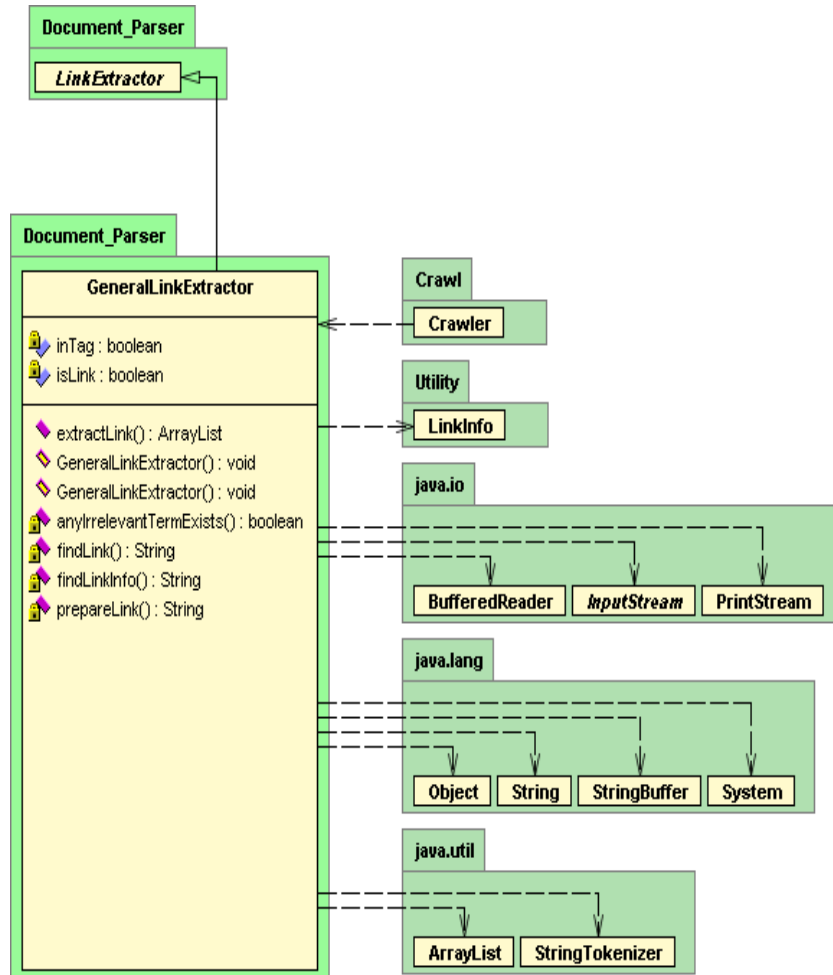 Document_Parser
LinkExtractor
Document_Parser
GeneralLinkExtractor
inTag : boolean
isLink : boolean
extractLink() : ArrayList
GeneralLinkExtractor() : void
GeneralLinkExtractor() : void
anyIrrelevantTermExists() : boolean
findLink() : String
findLinkInfo() : String
prepareLink() : String
Crawl
Crawler
Utility
LinkInfo
java.io
BufferedReader InputStream PrintStream
java.lang
Object String StringBuffer System
java.util
ArrayList StringTokenizer